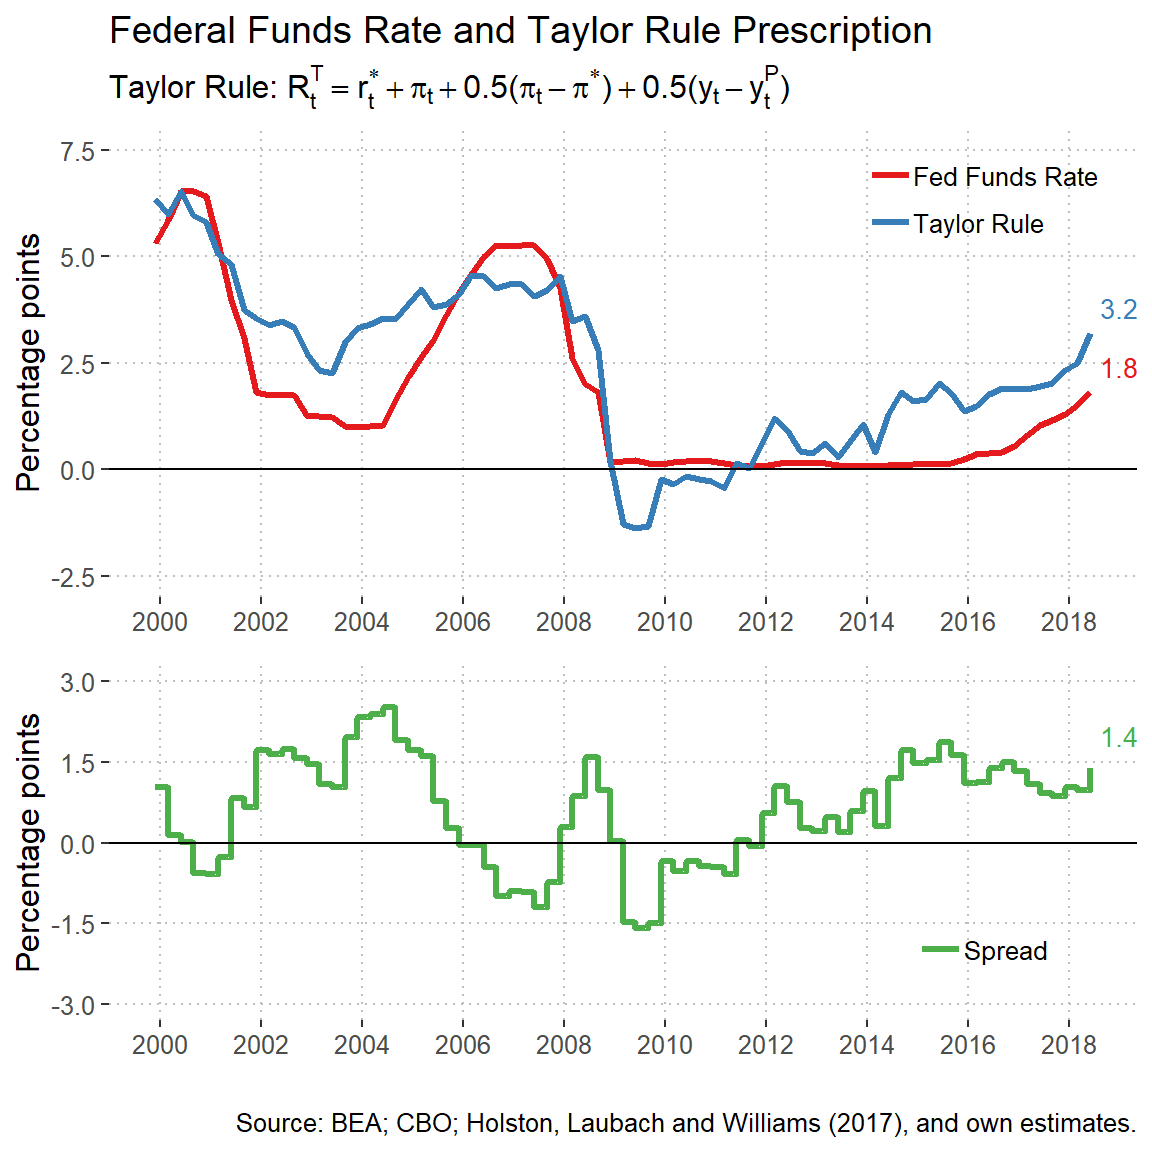 Federal Funds Rate and Taylor Rule Prescription
Taylor Rule: R_t^T = r_t^* + π_t + 0.5(π_t − π^*) + 0.5(y_t − y_t^P)
Percentage points
7.5
5.0
2.5
0.0
-2.5
Fed Funds Rate
Taylor Rule
3.2
1.8
2000 2002 2004 2006 2008 2010 2012 2014 2016 2018
Percentage points
3.0
1.5
0.0
-1.5
-3.0
1.4
Spread
2000 2002 2004 2006 2008 2010 2012 2014 2016 2018
Source: BEA; CBO; Holston, Laubach and Williams (2017), and own estimates.